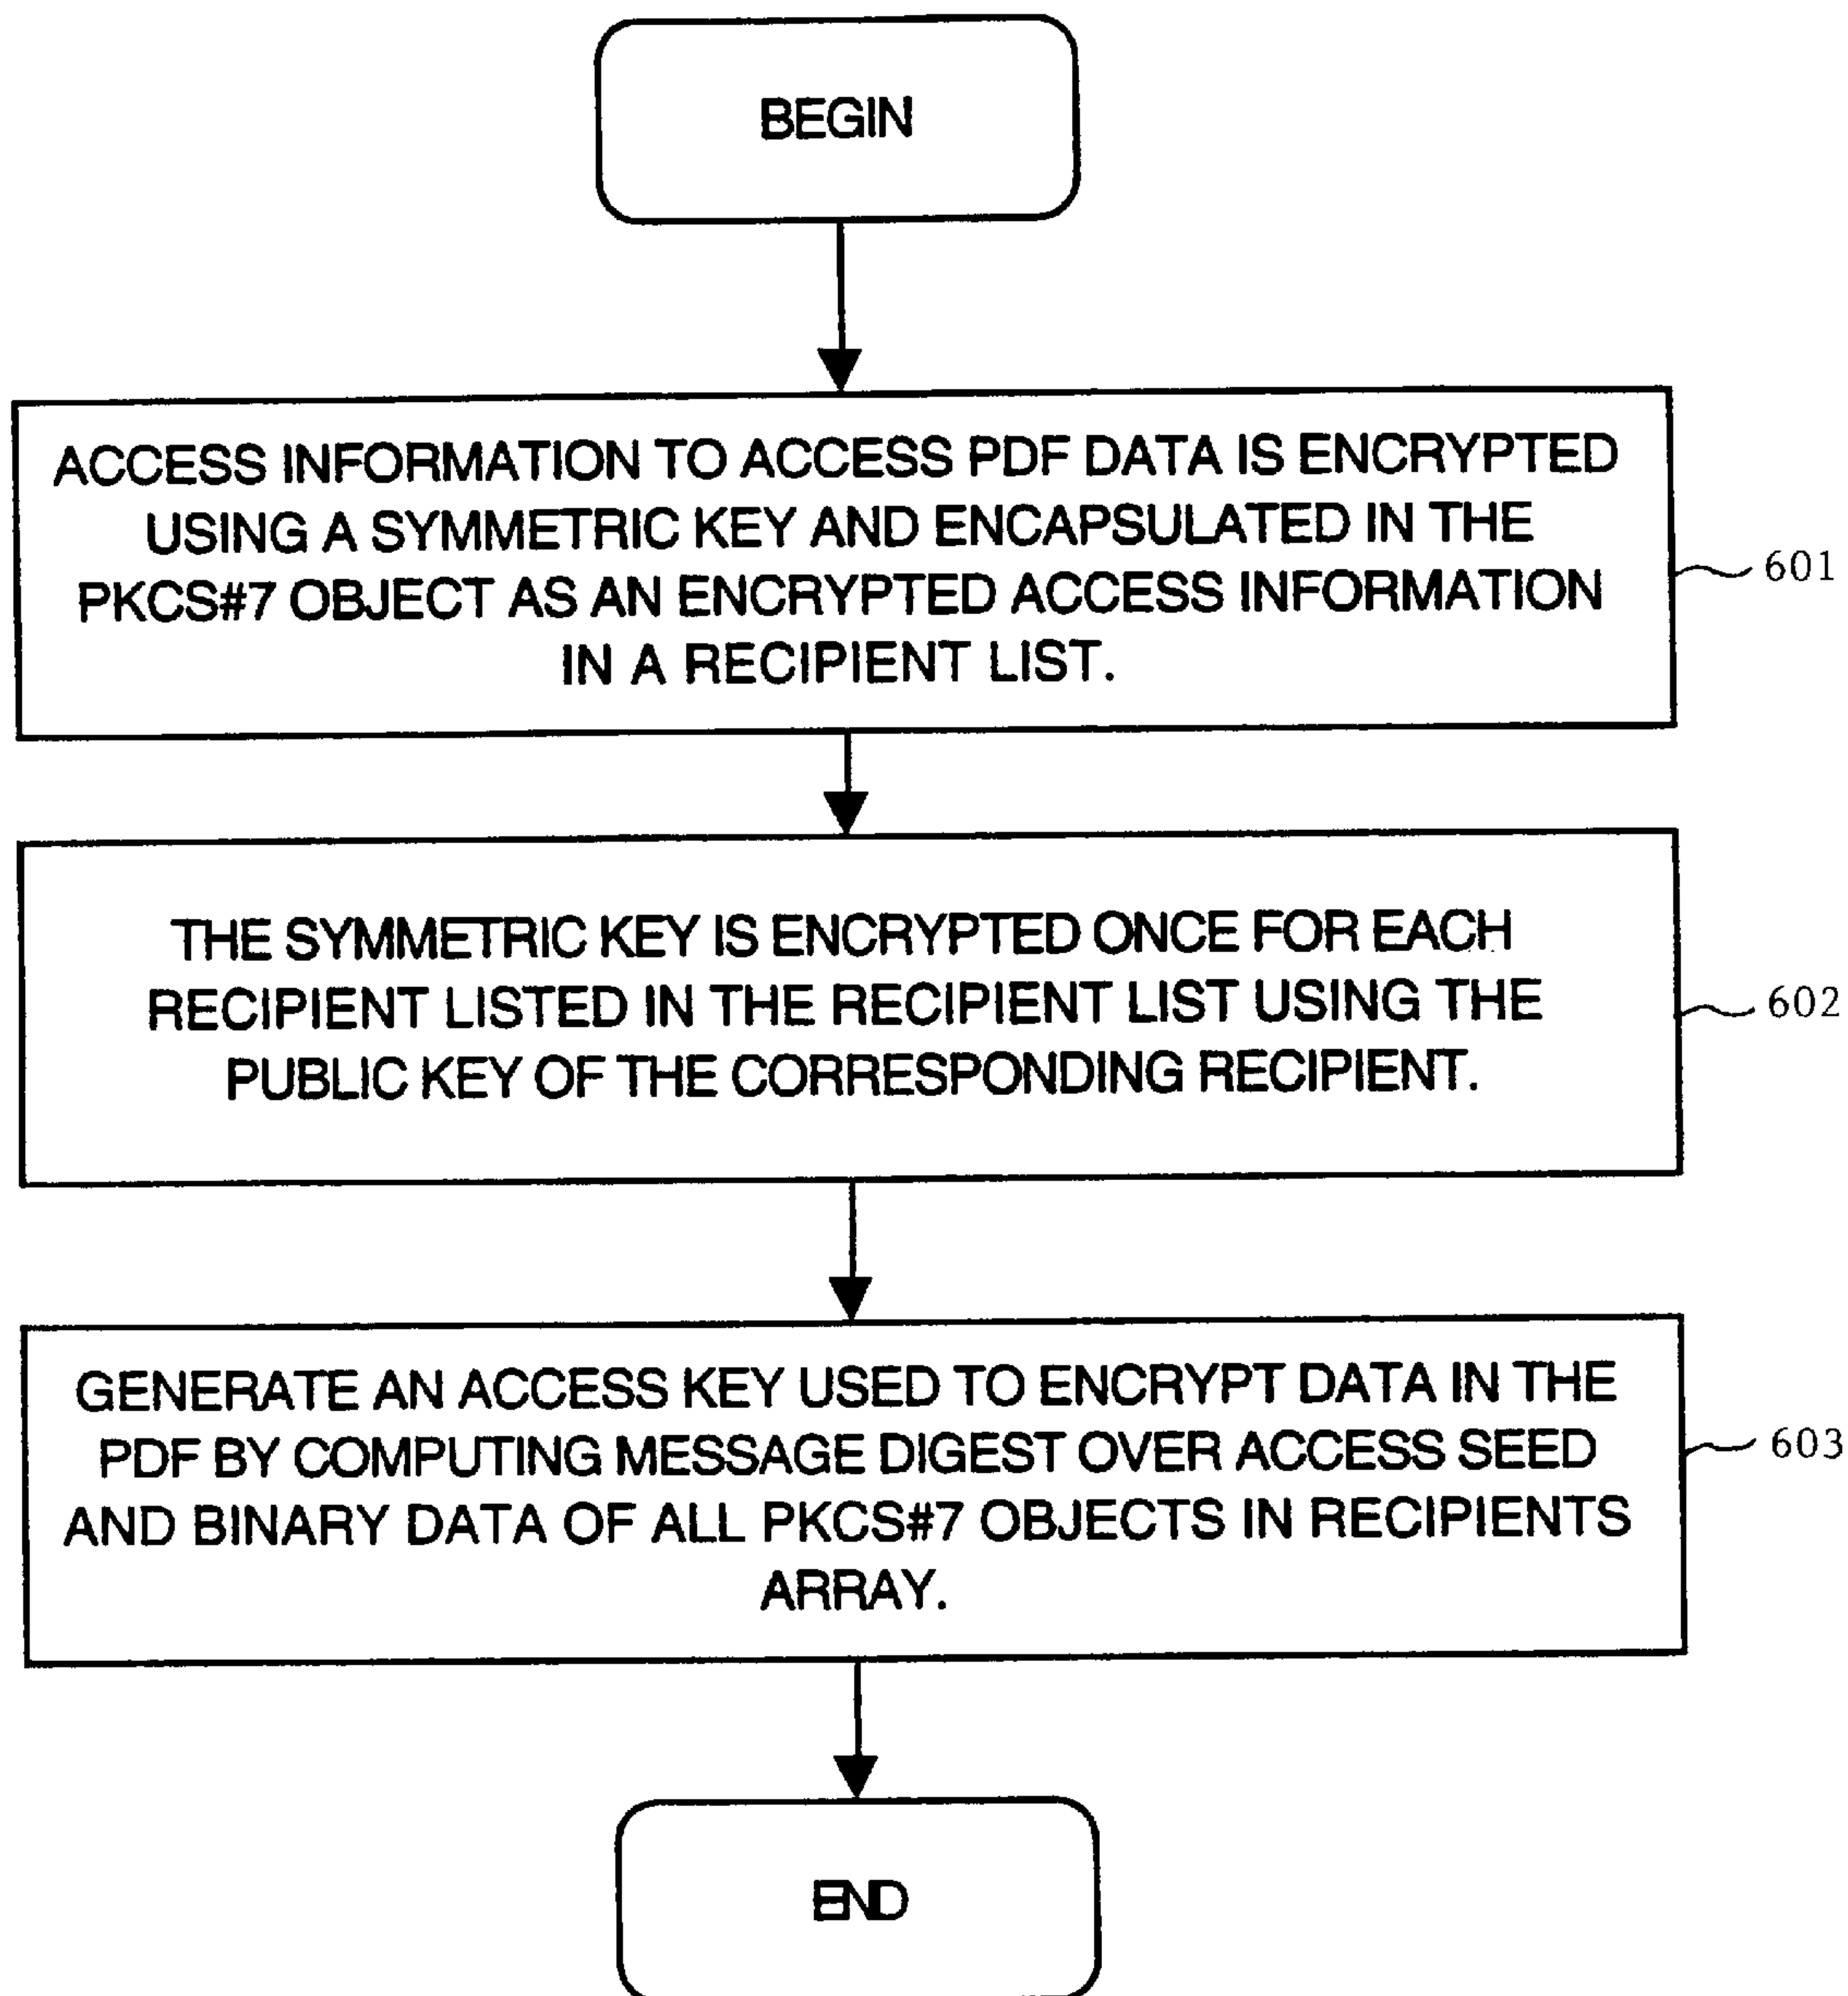 BEGIN
ACCESS INFORMATION TO ACCESS PDF DATA IS ENCRYPTED
USING A SYMMETRIC KEY AND ENCAPSULATED IN THE
PKCS#7 OBJECT AS AN ENCRYPTED ACCESS INFORMATION
IN A RECIPIENT LIST.
601
THE SYMMETRIC KEY IS ENCRYPTED ONCE FOR EACH
RECIPIENT LISTED IN THE RECIPIENT LIST USING THE
PUBLIC KEY OF THE CORRESPONDING RECIPIENT.
602
GENERATE AN ACCESS KEY USED TO ENCRYPT DATA IN THE
PDF BY COMPUTING MESSAGE DIGEST OVER ACCESS SEED
AND BINARY DATA OF ALL PKCS#7 OBJECTS IN RECIPIENTS
ARRAY.
603
END